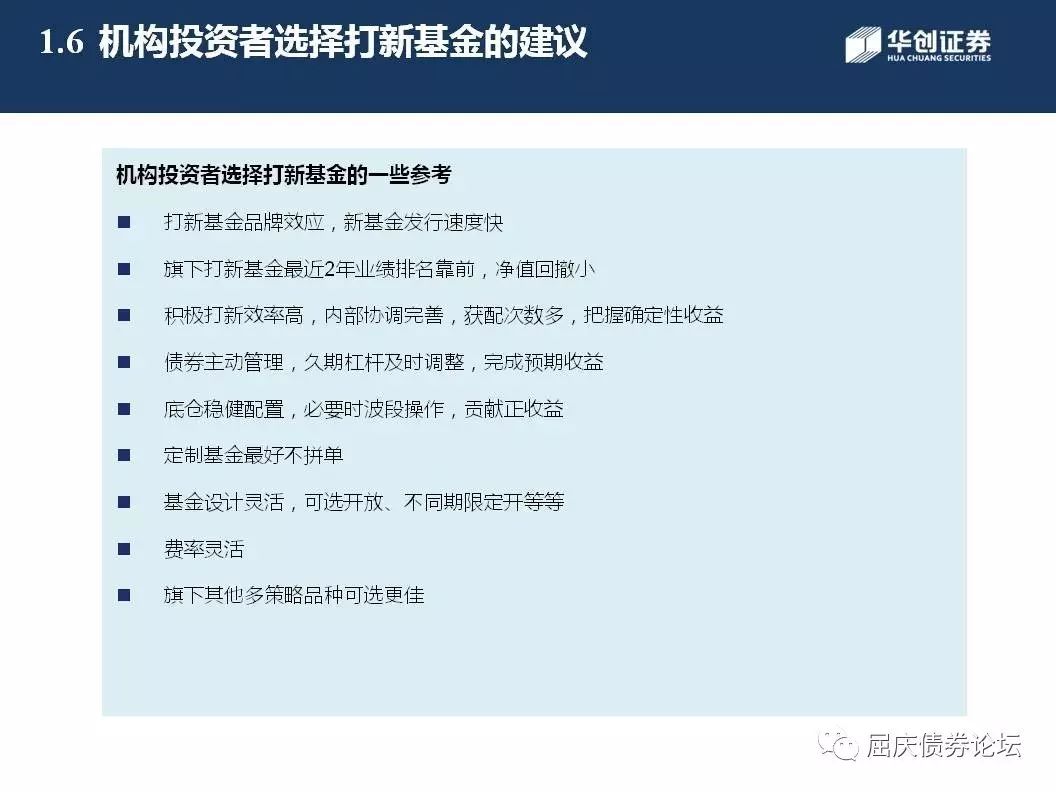 1.6 机构投资者选择打新基金的建议
华创证券
HUA CHUANG SECURITIES
机构投资者选择打新基金的一些参考
打新基金品牌效应，新基金发行速度快
旗下打新基金最近2年业绩排名靠前，净值回撤小
积极打新效率高，内部协调完善，获配次数多，把握确定性收益
债券主动管理，久期杠杆及时调整，完成预期收益
底仓稳健配置，必要时波段操作，贡献正收益
定制基金最好不拼单
基金设计灵活，可选开放、不同期限定开等等
费率灵活
旗下其他多策略品种可选更佳
屈庆债券论坛